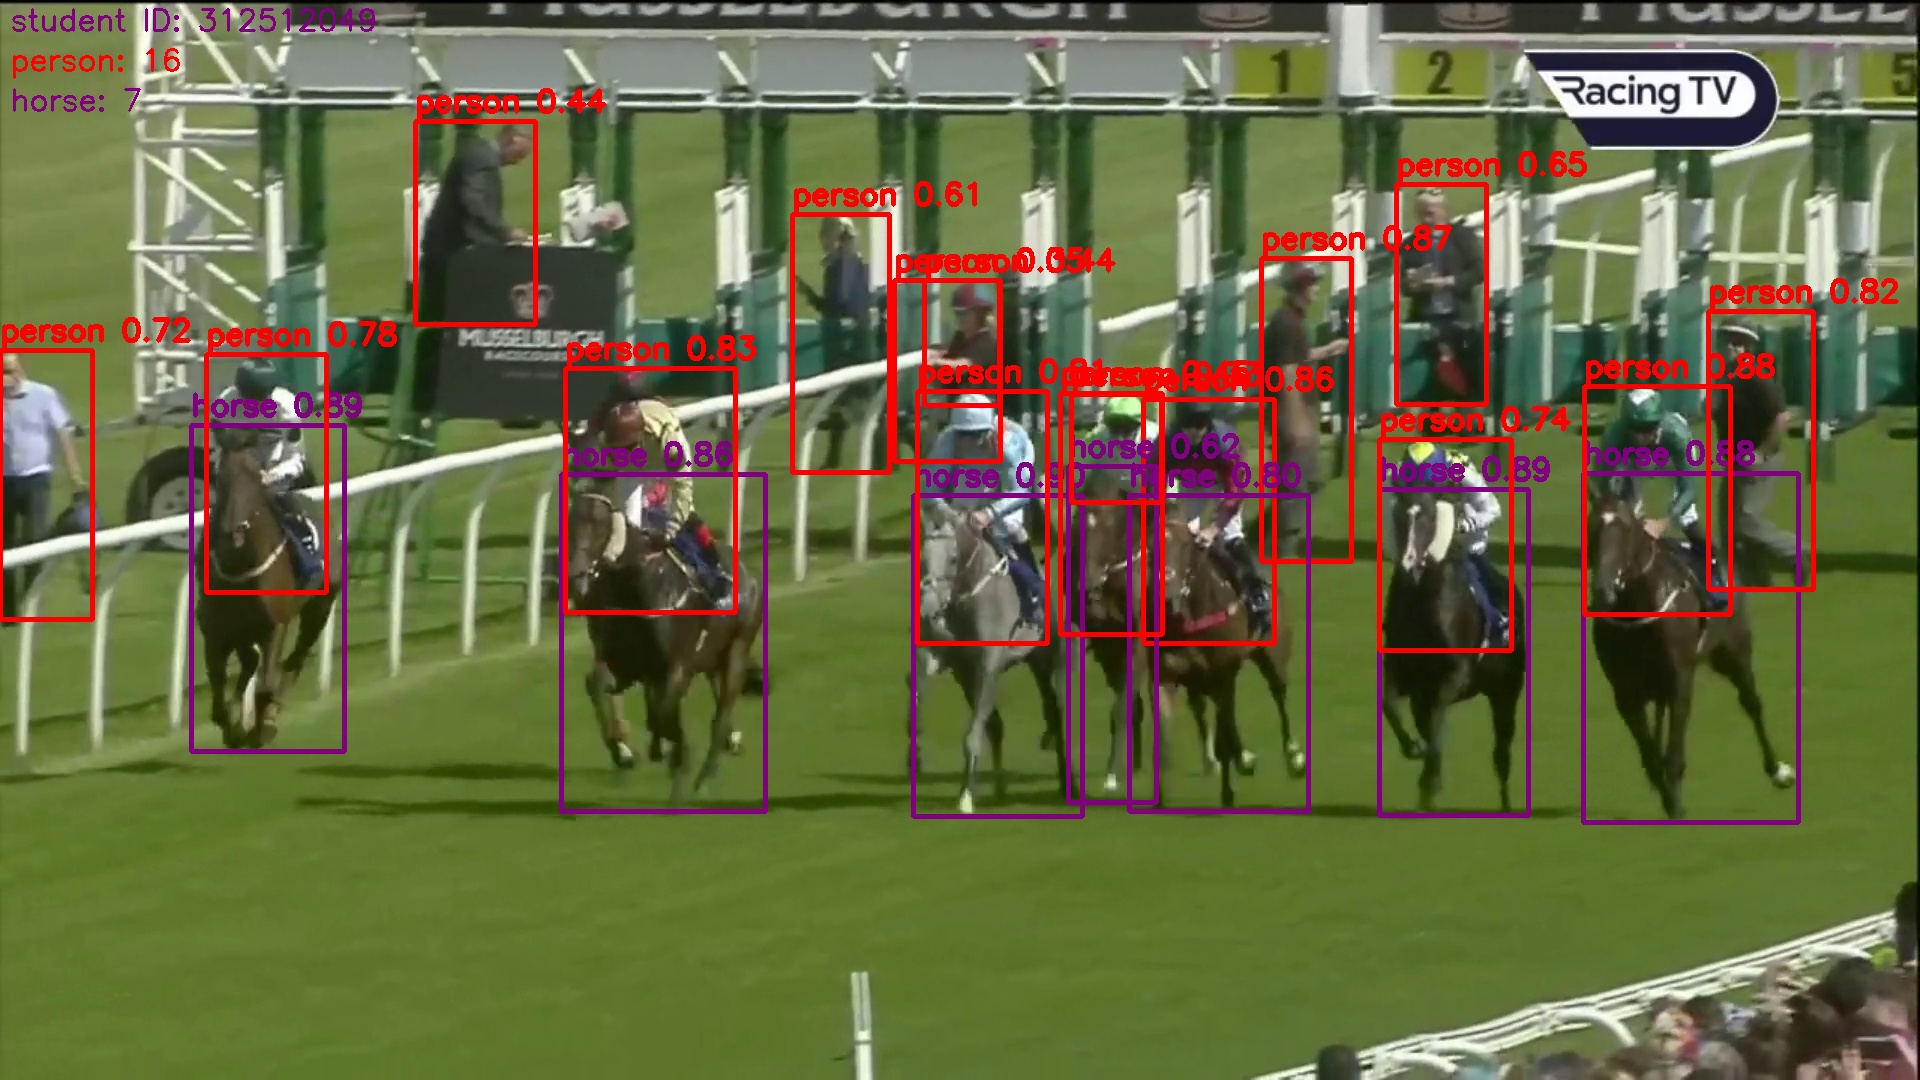 student ID: 312512049
person: 16
horse: 7
1
2
5
Racing TV
person 0.44
person 0.65
person 0.61
person 0.87
person 0.82
person 0.72
person 0.78
MUSSELBURGH
RACECOURSE
person 0.83
person 0.88
person
0.86
horse 0.89
person 0.74
horse 0.86
horse 0.62
horse 0.88
horse 0.90
horse 0.80
horse 0.89